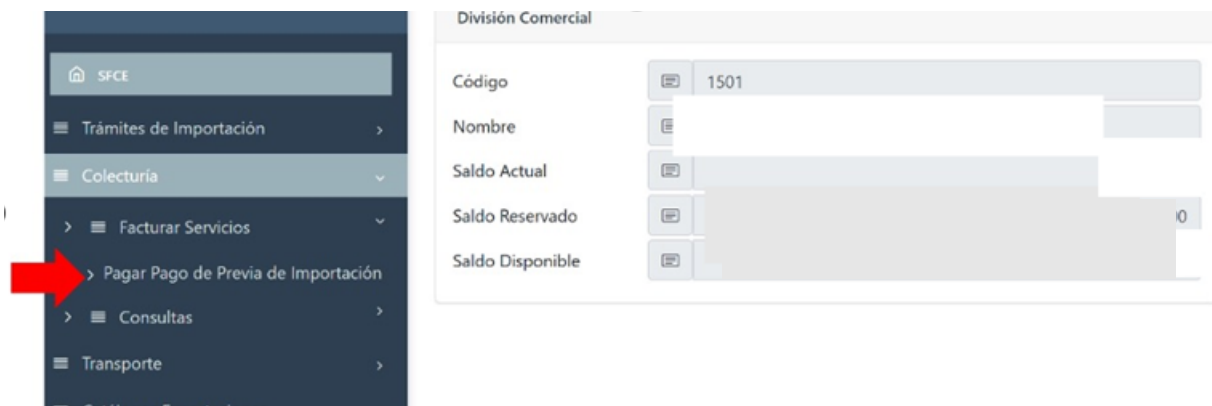 División Comercial
SFCE
Código
1501
Trámites de Importación
Nombre
Colecturía
Saldo Actual
Facturar Servicios
Saldo Reservado
00
Pagar Pago de Previa de Importación
Saldo Disponible
Consultas
Transporte